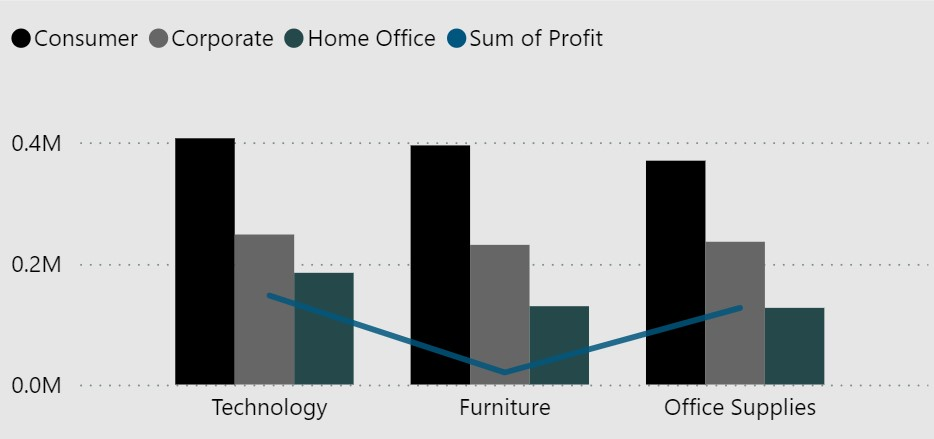 Consumer Corporate Home Office Sum of Profit
0.4M
0.2M
0.0M
Technology Furniture Office Supplies